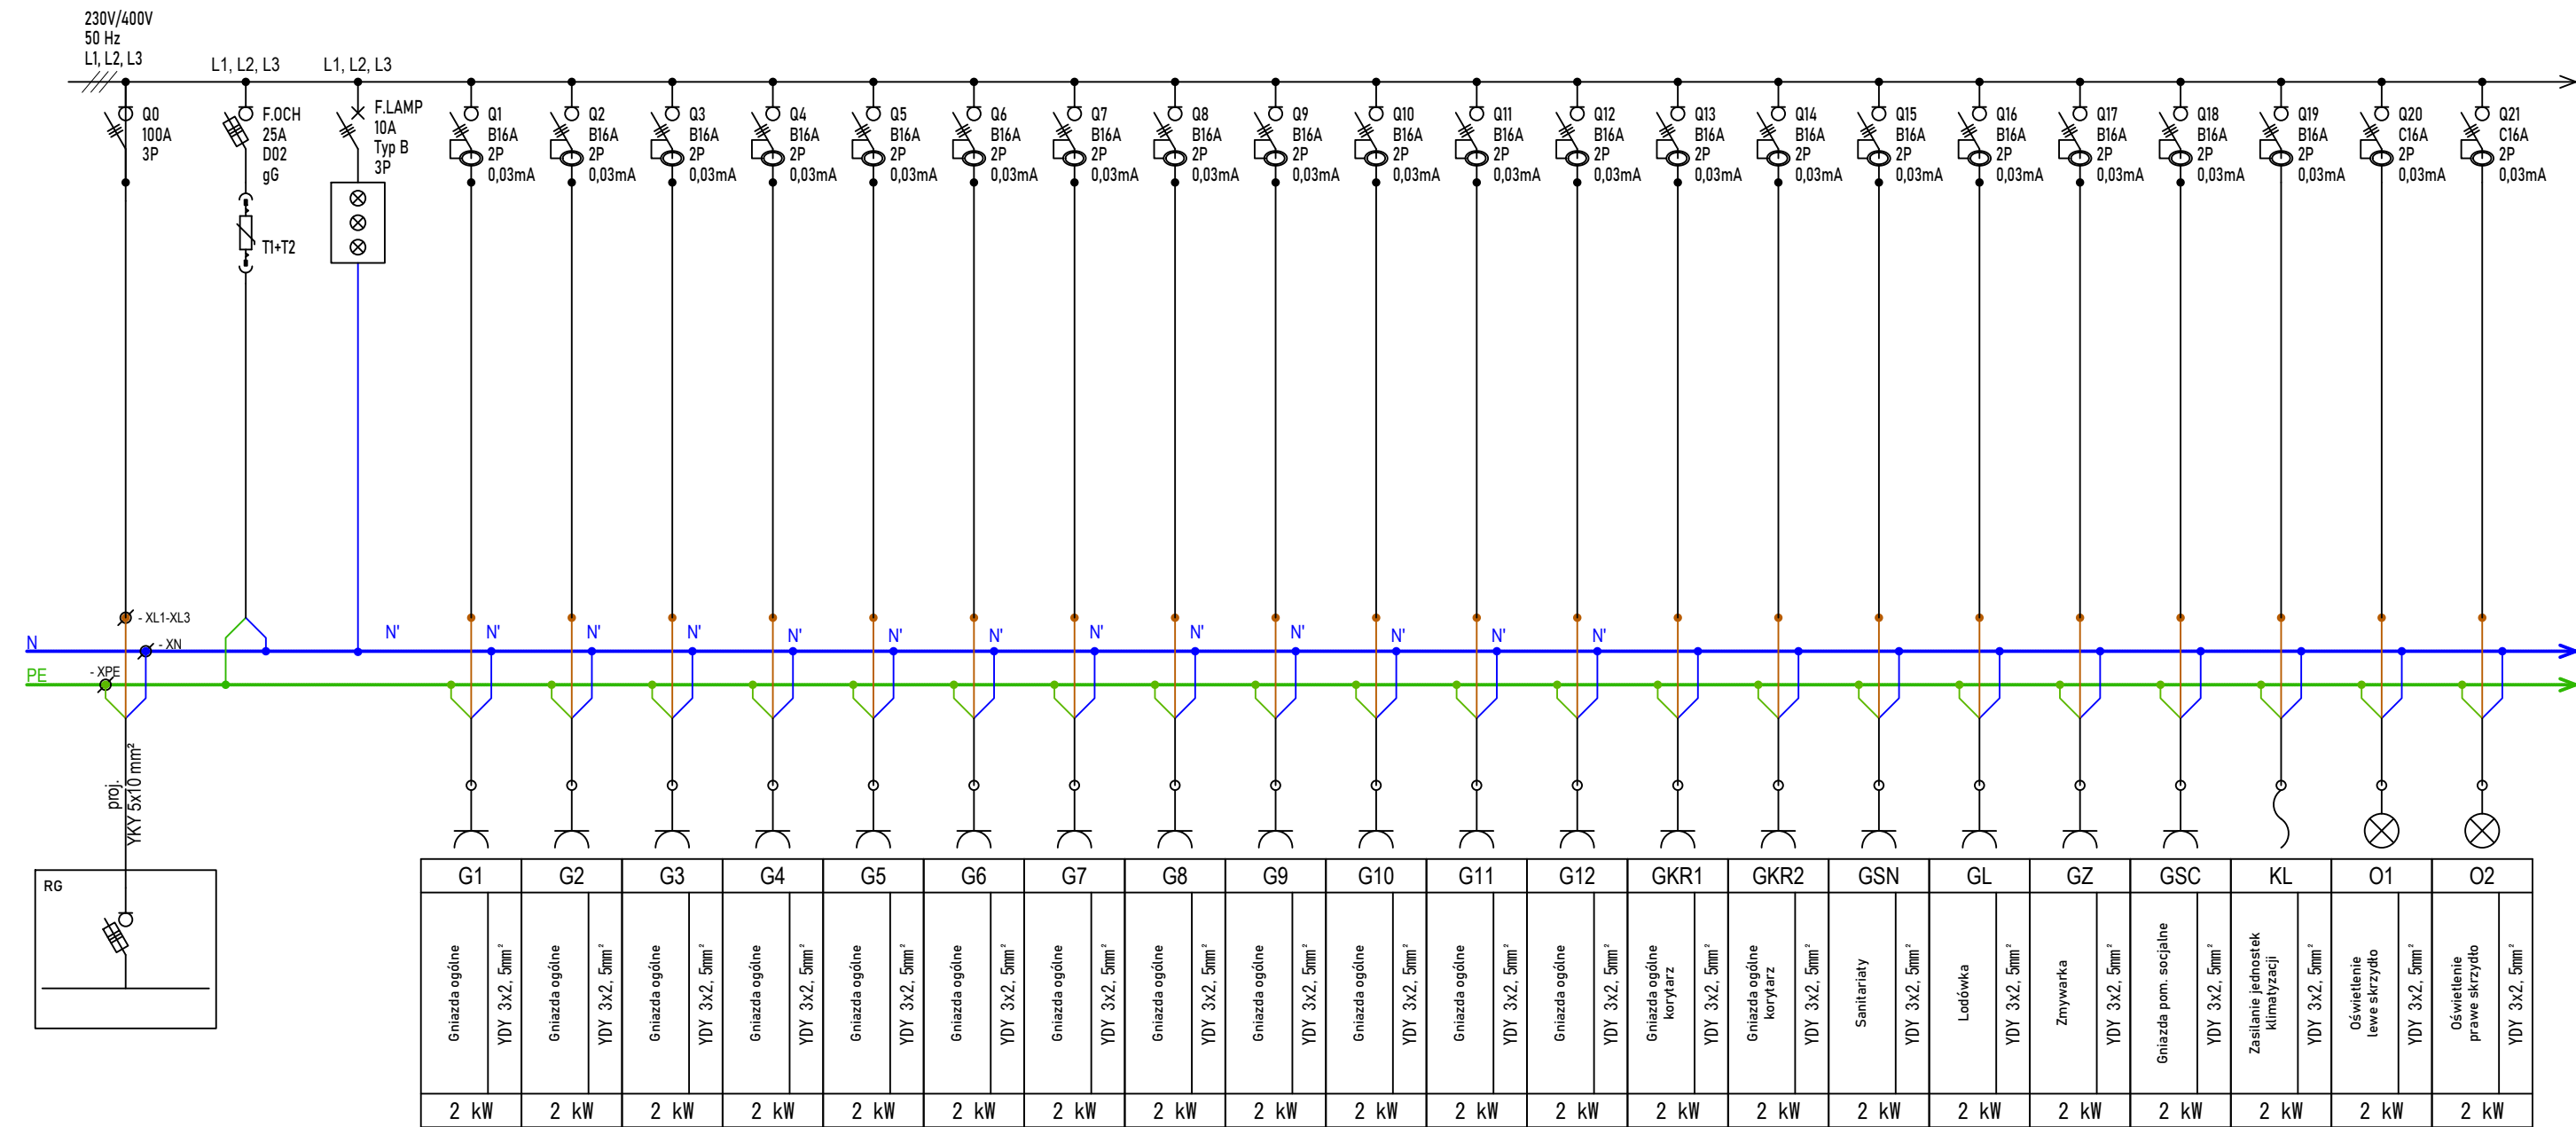 230V/400V
50 Hz
L1, L2, L3
L1, L2, L3
L1, L2, L3
Q0
100A
3P
F.OCH
25A
D02
gG
T1+T2
F.LAMP
10A
Typ B
3P
Q1
B16A
2P
0,03mA
Q2
B16A
2P
0,03mA
Q3
B16A
2P
0,03mA
Q4
B16A
2P
0,03mA
Q5
B16A
2P
0,03mA
Q6
B16A
2P
0,03mA
Q7
B16A
2P
0,03mA
Q8
B16A
2P
0,03mA
Q9
B16A
2P
0,03mA
Q10
B16A
2P
0,03mA
Q11
B16A
2P
0,03mA
Q12
B16A
2P
0,03mA
Q13
B16A
2P
0,03mA
Q14
B16A
2P
0,03mA
Q15
B16A
2P
0,03mA
Q16
B16A
2P
0,03mA
Q17
B16A
2P
0,03mA
Q18
B16A
2P
0,03mA
Q19
B16A
2P
0,03mA
Q20
C16A
2P
0,03mA
Q21
C16A
2P
0,03mA
- XL1-XL3
N
- XN
N'
N'
N'
N'
N'
N'
N'
N'
N'
N'
N'
N'
N'
PE
- XPE
proj.
YKY 5x10 mm²
RG
G1
Gniazda ogólne
YDY 3x2, 5mm²
2 kW
G2
Gniazda ogólne
YDY 3x2, 5mm²
2 kW
G3
Gniazda ogólne
YDY 3x2, 5mm²
2 kW
G4
Gniazda ogólne
YDY 3x2, 5mm²
2 kW
G5
Gniazda ogólne
YDY 3x2, 5mm²
2 kW
G6
Gniazda ogólne
YDY 3x2, 5mm²
2 kW
G7
Gniazda ogólne
YDY 3x2, 5mm²
2 kW
G8
Gniazda ogólne
YDY 3x2, 5mm²
2 kW
G9
Gniazda ogólne
YDY 3x2, 5mm²
2 kW
G10
Gniazda ogólne
YDY 3x2, 5mm²
2 kW
G11
Gniazda ogólne
YDY 3x2, 5mm²
2 kW
G12
Gniazda ogólne
YDY 3x2, 5mm²
2 kW
GKR1
Gniazda ogólne
korytarz
YDY 3x2, 5mm²
2 kW
GKR2
Gniazda ogólne
korytarz
YDY 3x2, 5mm²
2 kW
GSN
Sanitariaty
YDY 3x2, 5mm²
2 kW
GL
Lodówka
YDY 3x2, 5mm²
2 kW
GZ
Zmywarka
YDY 3x2, 5mm²
2 kW
GSC
Gniazda pom. socjalne
YDY 3x2, 5mm²
2 kW
KL
Zasilanie jednostek
klimatyzacji
YDY 3x2, 5mm²
2 kW
O1
Oświetlenie
lewe skrzydło
YDY 3x2, 5mm²
2 kW
O2
Oświetlenie
prawe skrzydło
YDY 3x2, 5mm²
2 kW